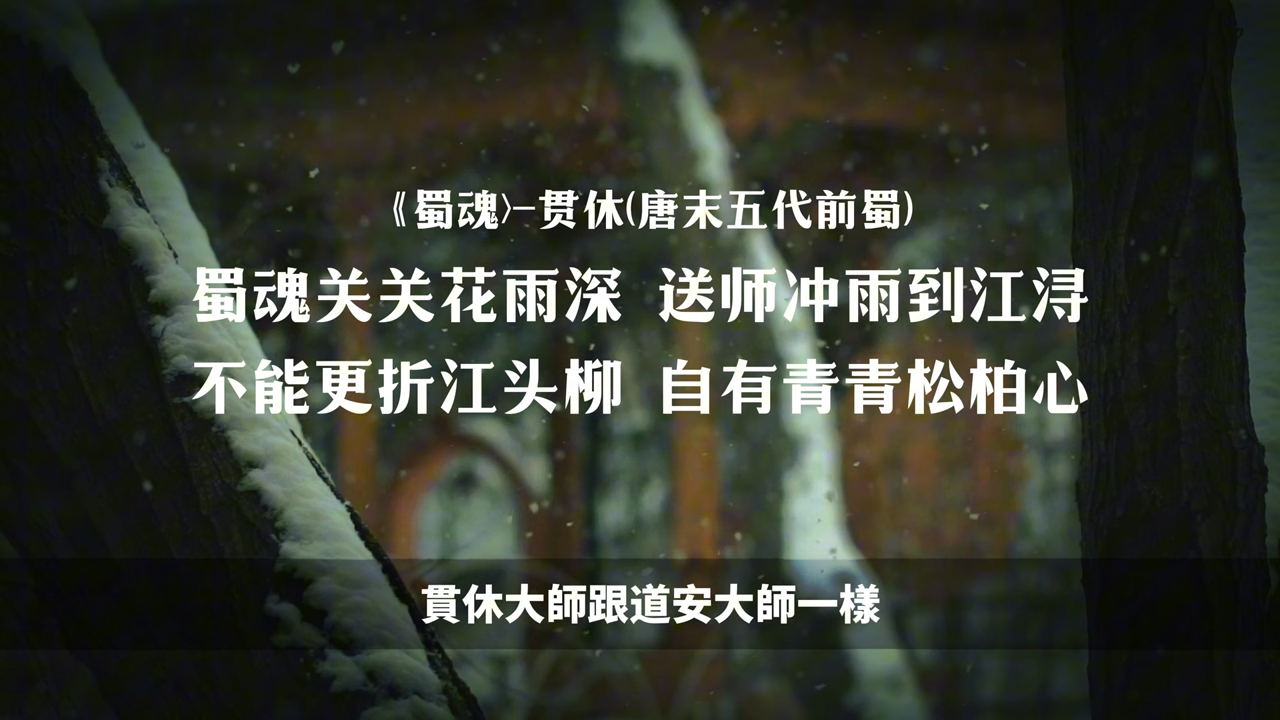 《蜀魂〉-贯休(唐末五代前蜀)
蜀魂关关花雨深 送师冲雨到江浔
不能更折江头柳 自有青青松柏心
貫休大師跟道安大師一樣